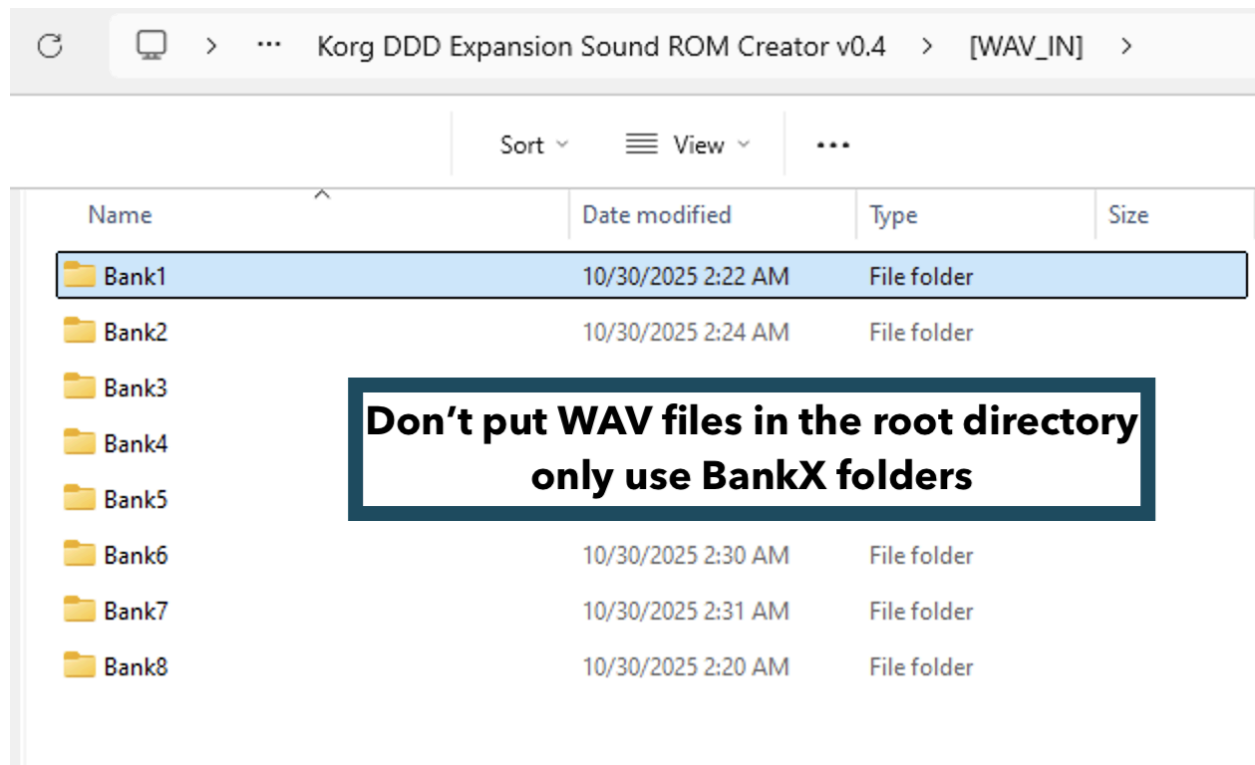 Korg DDD Expansion Sound ROM Creator v0.4 > [WAV_IN] >
Sort View
Name Date modified Type Size
Bank1 10/30/2025 2:22 AM File folder
Bank2 10/30/2025 2:24 AM File folder
Bank3
Bank4
Bank5
Don’t put WAV files in the root directory
only use BankX folders
Bank6 10/30/2025 2:30 AM File folder
Bank7 10/30/2025 2:31 AM File folder
Bank8 10/30/2025 2:20 AM File folder